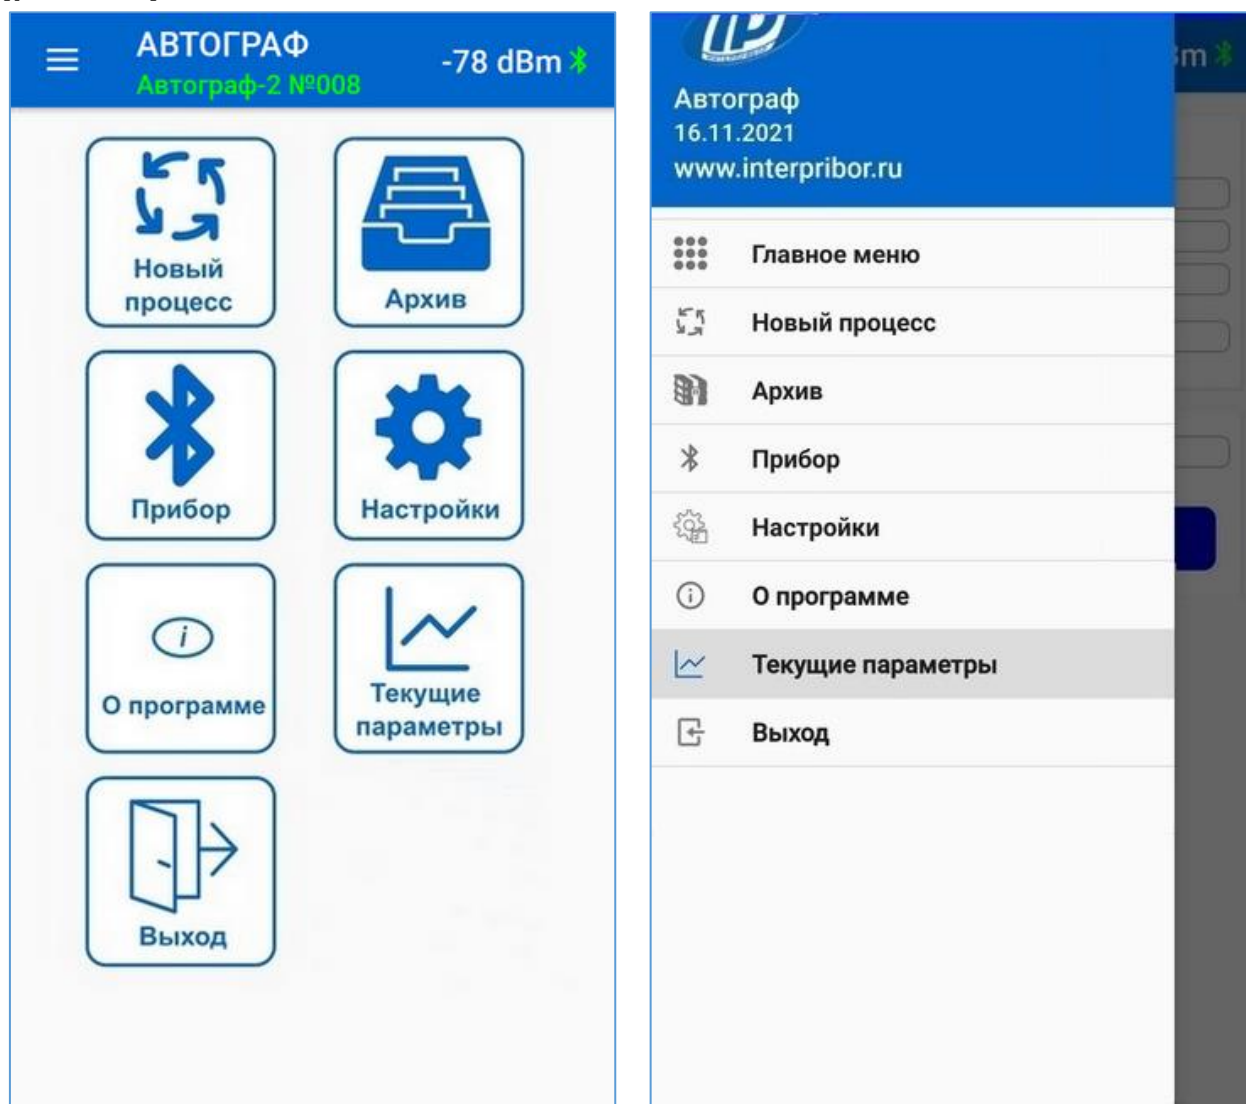 АВТОГРАФ
Автограф-2 №008
-78 dBm
Новый
процесс
Архив
Прибор
Настройки
О программе
Текущие
параметры
Выход
ИНТЕРПРИБОР
Автограф
16.11.2021
www.interpribor.ru
Главное меню
Новый процесс
Архив
Прибор
Настройки
О программе
Текущие параметры
Выход